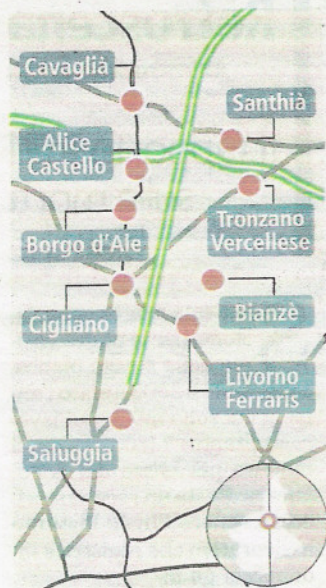 Cavaglià
Santhià
Alice
Castello
Tronzano
Vercellese
Borgo d'Ale
Bianzè
Cigliano
Livorno
Ferraris
Saluggia